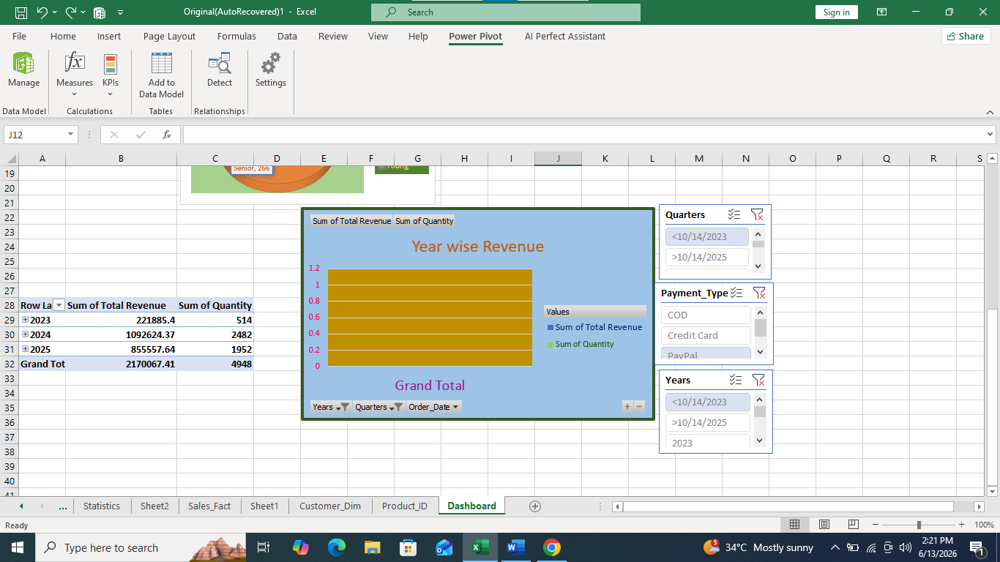 Original(AutoRecovered)1 - Excel
Search
Sign in
File Home Insert Page Layout Formulas Data Review View Help Power Pivot AI Perfect Assistant
Share
Manage Measures KPIs Add to Data Model Detect Settings
Data Model Calculations Tables Relationships
J12
fx
A B C D E F G H I J K L M N O P Q R S
19
Senior, 266
Young
20
21
22
23
24
25
26
27
28 Row La Sum of Total Revenue Sum of Quantity
29 2023 221885.4 514
30 2024 1092624.37 2482
31 2025 855557.64 1952
32 Grand Tot 2170067.41 4948
33
34
35
36
37
38
39
40
41
Sum of Total Revenue Sum of Quantity
Year wise Revenue
1.2
1
0.8
0.6
0.4
0.2
0
Values
Sum of Total Revenue
Sum of Quantity
Grand Total
Years Quarters Order_Date
+ −
Quarters
<10/14/2023
>10/14/2025
Payment_Type
COD
Credit Card
PayPal
Years
<10/14/2023
>10/14/2025
2023
... Statistics Sheet2 Sales_Fact Sheet1 Customer_Dim Product_ID Dashboard
Ready
100%
Type here to search
5
34°C Mostly sunny
2:21 PM
6/13/2026
1